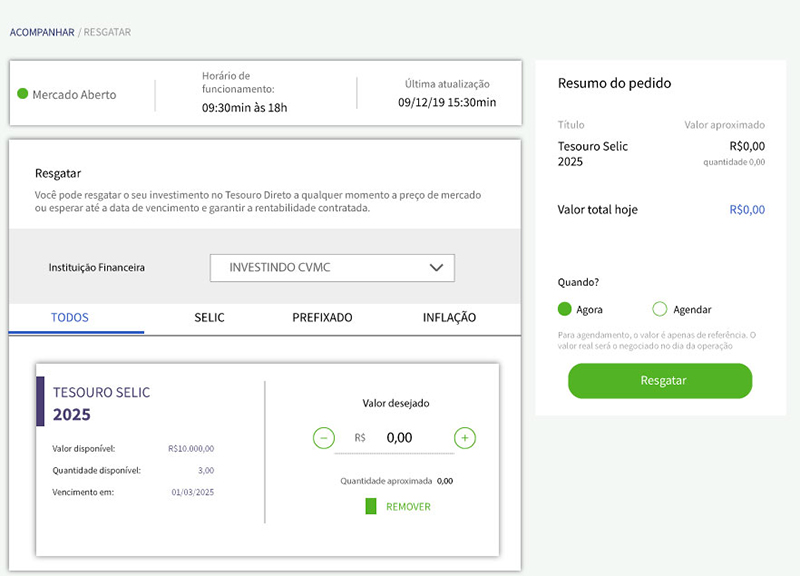 ACOMPANHAR / RESGATAR
Mercado Aberto
Horário de
funcionamento:
09:30min às 18h
Última atualização
09/12/19 15:30min
Resgatar
Você pode resgatar o seu investimento no Tesouro Direto a qualquer momento a preço de mercado
ou esperar até a data de vencimento e garantir a rentabilidade contratada.
Instituição Financeira
INVESTINDO CVMC
TODOS SELIC PREFIXADO INFLAÇÃO
TESOURO SELIC
2025
Valor disponível: R$10.000,00
Quantidade disponível: 3,00
Vencimento em: 01/03/2025
Valor desejado
− R$ 0,00 +
Quantidade aproximada 0,00
REMOVER
Resumo do pedido
Título Valor aproximado
Tesouro Selic R$0,00
2025 quantidade 0,00
Valor total hoje R$0,00
Quando?
Agora Agendar
Para agendamento, o valor é apenas de referência. O
valor real será o negociado no dia da operação
Resgatar